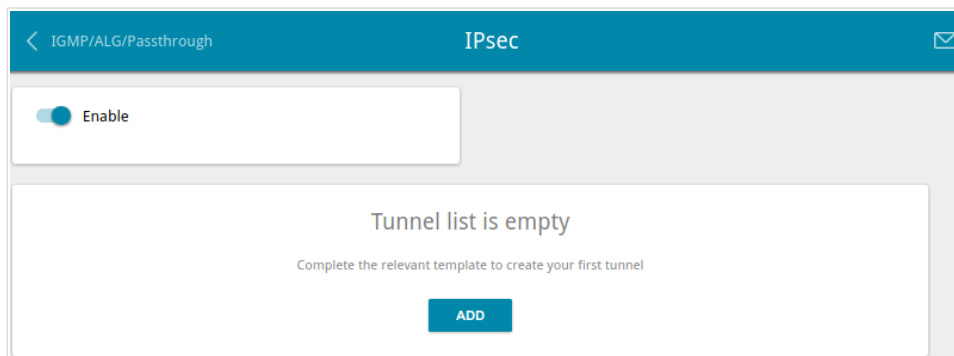 IGMP/ALG/Passthrough
IPsec
Enable
Tunnel list is empty
Complete the relevant template to create your first tunnel
ADD